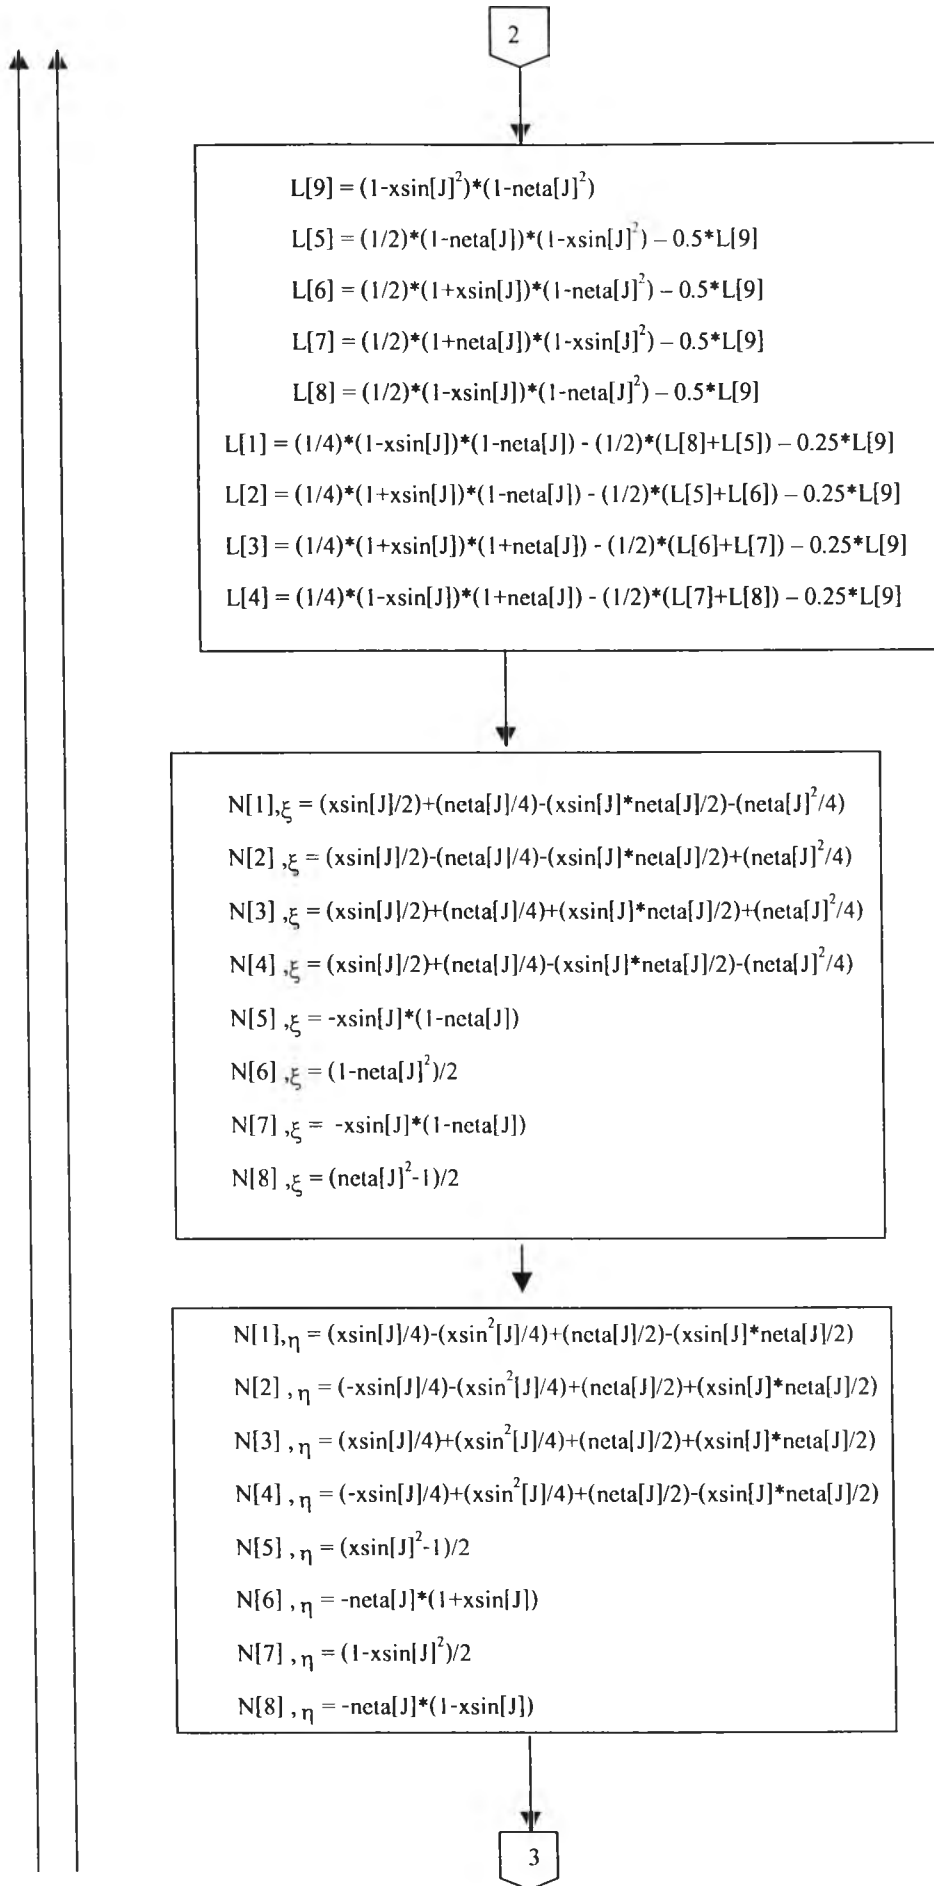 2
L[9] = (1-xsin[J]²)*(1-neta[J]²)
L[5] = (1/2)*(1-neta[J])*(1-xsin[J]²) – 0.5*L[9]
L[6] = (1/2)*(1+xsin[J])*(1-neta[J]²) – 0.5*L[9]
L[7] = (1/2)*(1+neta[J])*(1-xsin[J]²) – 0.5*L[9]
L[8] = (1/2)*(1-xsin[J])*(1-neta[J]²) – 0.5*L[9]
L[1] = (1/4)*(1-xsin[J])*(1-neta[J]) - (1/2)*(L[8]+L[5]) – 0.25*L[9]
L[2] = (1/4)*(1+xsin[J])*(1-neta[J]) - (1/2)*(L[5]+L[6]) – 0.25*L[9]
L[3] = (1/4)*(1+xsin[J])*(1+neta[J]) - (1/2)*(L[6]+L[7]) – 0.25*L[9]
L[4] = (1/4)*(1-xsin[J])*(1+neta[J]) - (1/2)*(L[7]+L[8]) – 0.25*L[9]
N[1],ξ = (xsin[J]/2)+(neta[J]/4)-(xsin[J]*neta[J]/2)-(neta[J]²/4)
N[2] ,ξ = (xsin[J]/2)-(neta[J]/4)-(xsin[J]*neta[J]/2)+(neta[J]²/4)
N[3] ,ξ = (xsin[J]/2)+(neta[J]/4)+(xsin[J]*neta[J]/2)+(neta[J]²/4)
N[4] ,ξ = (xsin[J]/2)+(neta[J]/4)-(xsin[J]*neta[J]/2)-(neta[J]²/4)
N[5] ,ξ = -xsin[J]*(1-neta[J])
N[6] ,ξ = (1-neta[J]²)/2
N[7] ,ξ = -xsin[J]*(1-neta[J])
N[8] ,ξ = (neta[J]²-1)/2
N[1],η = (xsin[J]/4)-(xsin²[J]/4)+(neta[J]/2)-(xsin[J]*neta[J]/2)
N[2] ,η = (-xsin[J]/4)-(xsin²[J]/4)+(neta[J]/2)+(xsin[J]*neta[J]/2)
N[3] ,η = (xsin[J]/4)+(xsin²[J]/4)+(neta[J]/2)+(xsin[J]*neta[J]/2)
N[4] ,η = (-xsin[J]/4)+(xsin²[J]/4)+(neta[J]/2)-(xsin[J]*neta[J]/2)
N[5] ,η = (xsin[J]²-1)/2
N[6] ,η = -neta[J]*(1+xsin[J])
N[7] ,η = (1-xsin[J]²)/2
N[8] ,η = -neta[J]*(1-xsin[J])
3